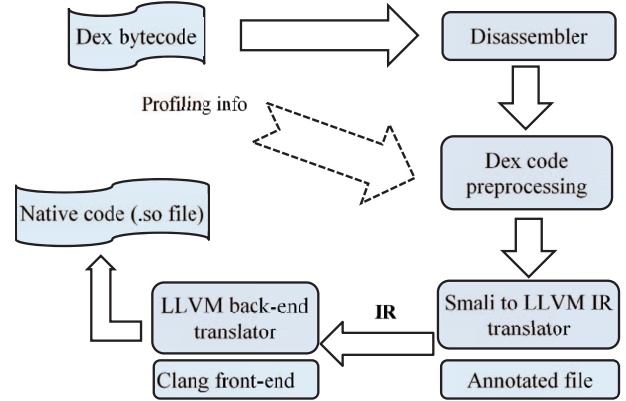 Dex bytecode
Disassembler
Profiling info
Dex code
preprocessing
Native code (.so file)
Smali to LLVM IR
translator
IR
LLVM back-end
translator
Clang front-end
Annotated file